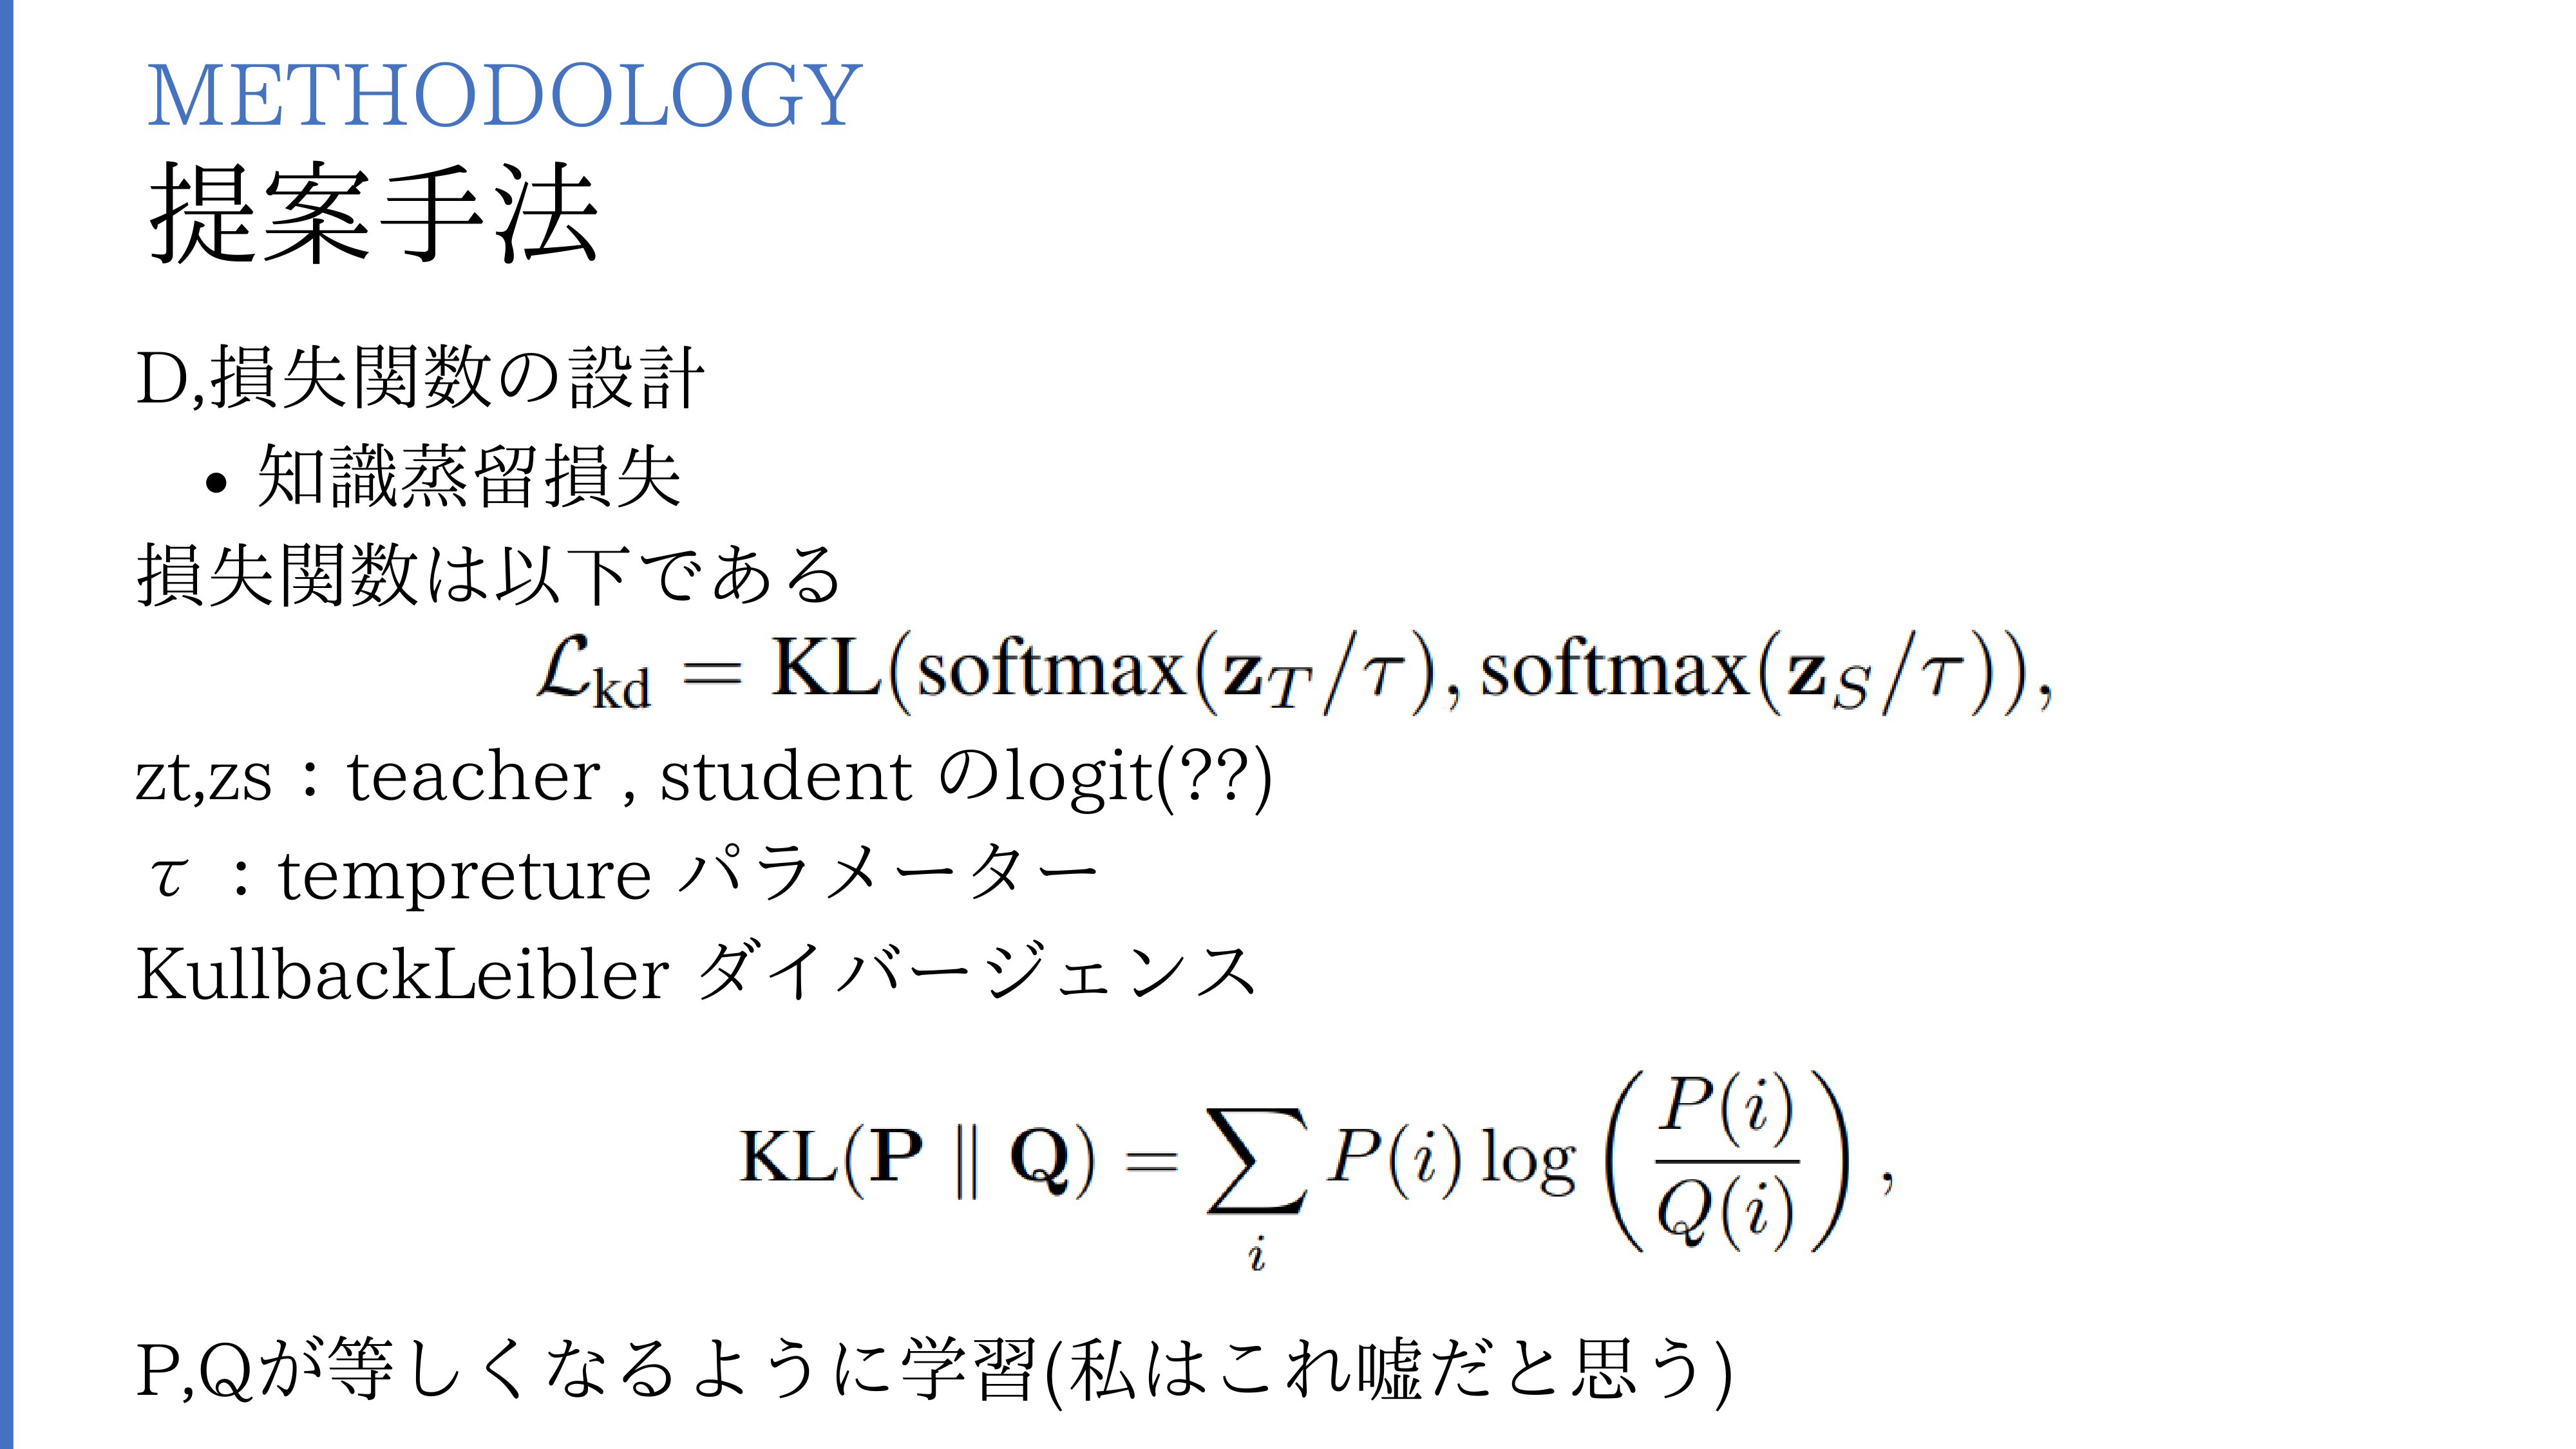 METHODOLOGY
提案手法
D,損失関数の設計
• 知識蒸留損失
損失関数は以下である
ℒ_kd = KL(softmax(𝐳_T/τ), softmax(𝐳_S/τ)),
zt,zs：teacher , student のlogit(??)
τ ：tempreture パラメーター
KullbackLeibler ダイバージェンス
KL(𝐏 ∥ 𝐐) = ∑_i P(i) log (P(i)/Q(i)),
P,Qが等しくなるように学習(私はこれ嘘だと思う)